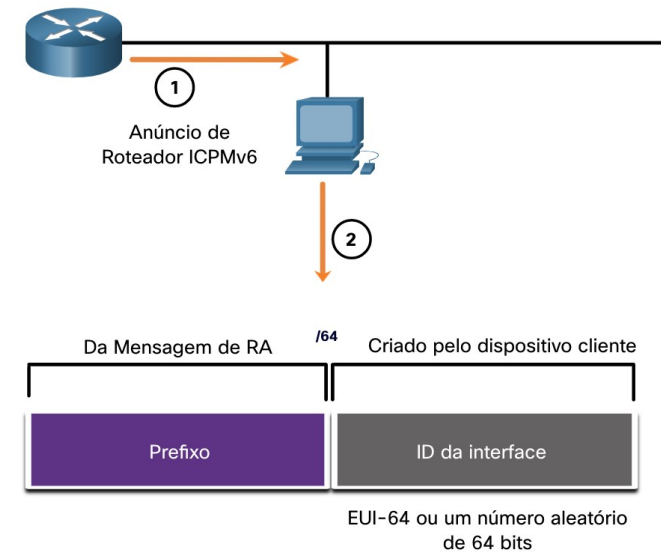 1
Anúncio de
Roteador ICPMv6
2
Da Mensagem de RA
/64
Criado pelo dispositivo cliente
Prefixo
ID da interface
EUI-64 ou um número aleatório
de 64 bits